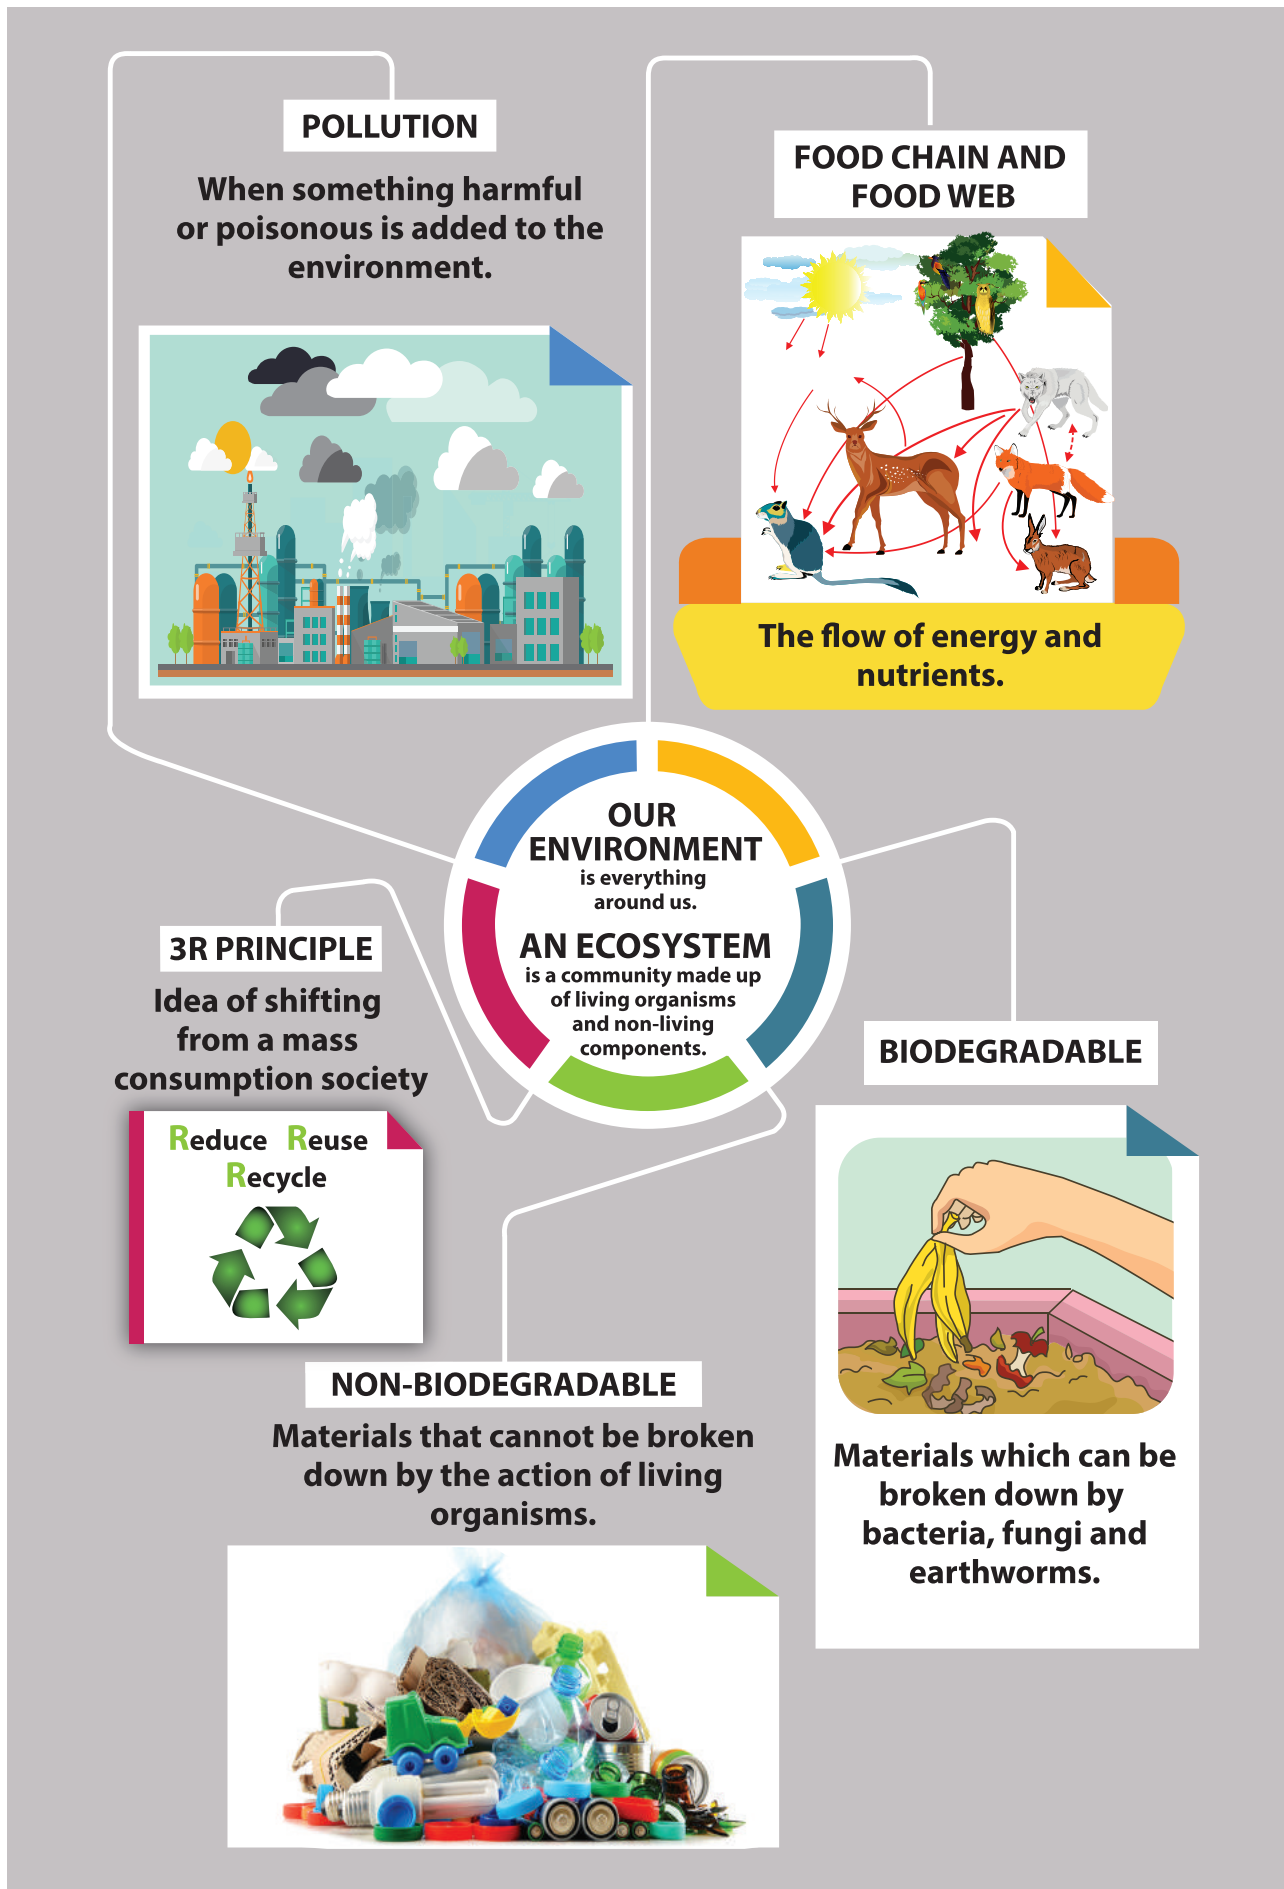 POLLUTION
When something harmful
or poisonous is added to the
environment.
FOOD CHAIN AND
FOOD WEB
The flow of energy and
nutrients.
OUR
ENVIRONMENT
is everything
around us.
AN ECOSYSTEM
is a community made up
of living organisms
and non-living
components.
3R PRINCIPLE
Idea of shifting
from a mass
consumption society
Reduce Reuse
Recycle
BIODEGRADABLE
Materials which can be
broken down by
bacteria, fungi and
earthworms.
NON-BIODEGRADABLE
Materials that cannot be broken
down by the action of living
organisms.